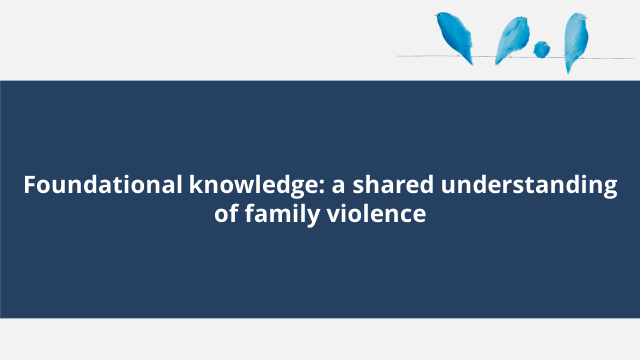 Foundational knowledge: a shared understanding
of family violence